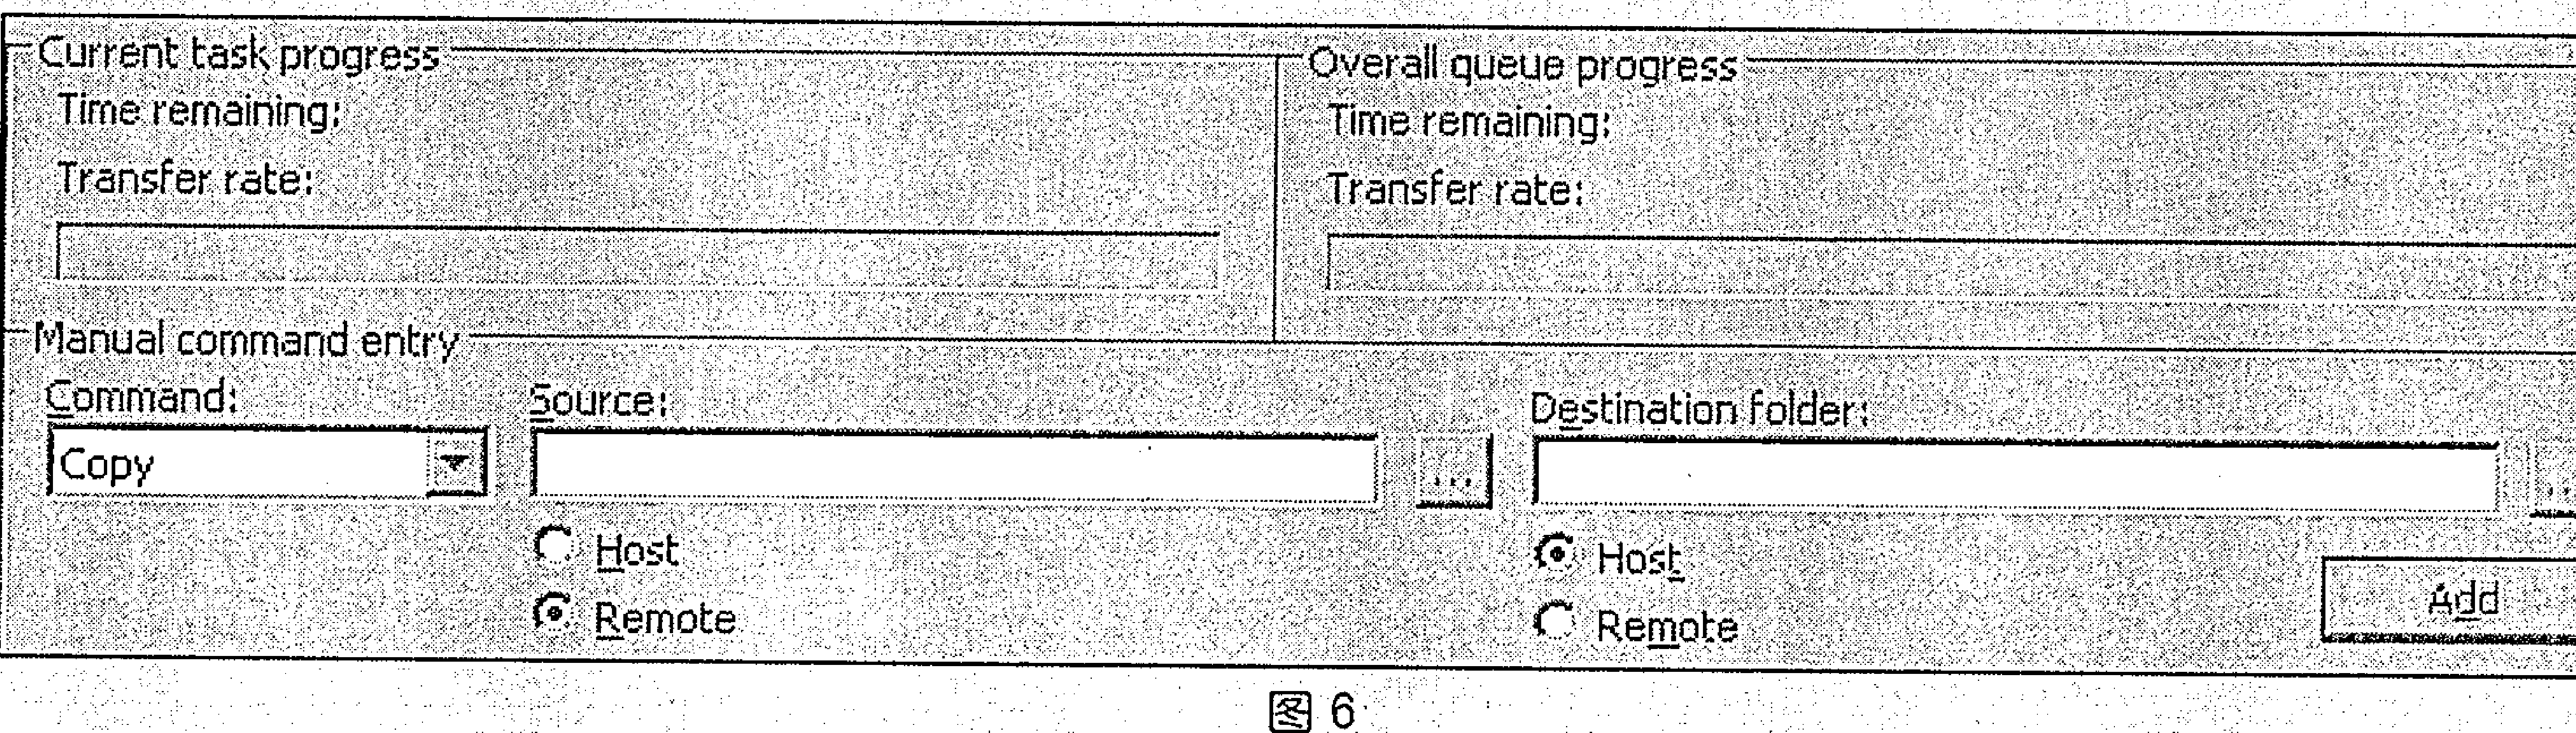 Current task progress
Time remaining:
Transfer rate:
Overall queue progress
Time remaining:
Transfer rate:
Manual command entry
Command:
Copy
Source:
...
Host
Remote
Destination folder:
...
Host
Remote
Add
图 6